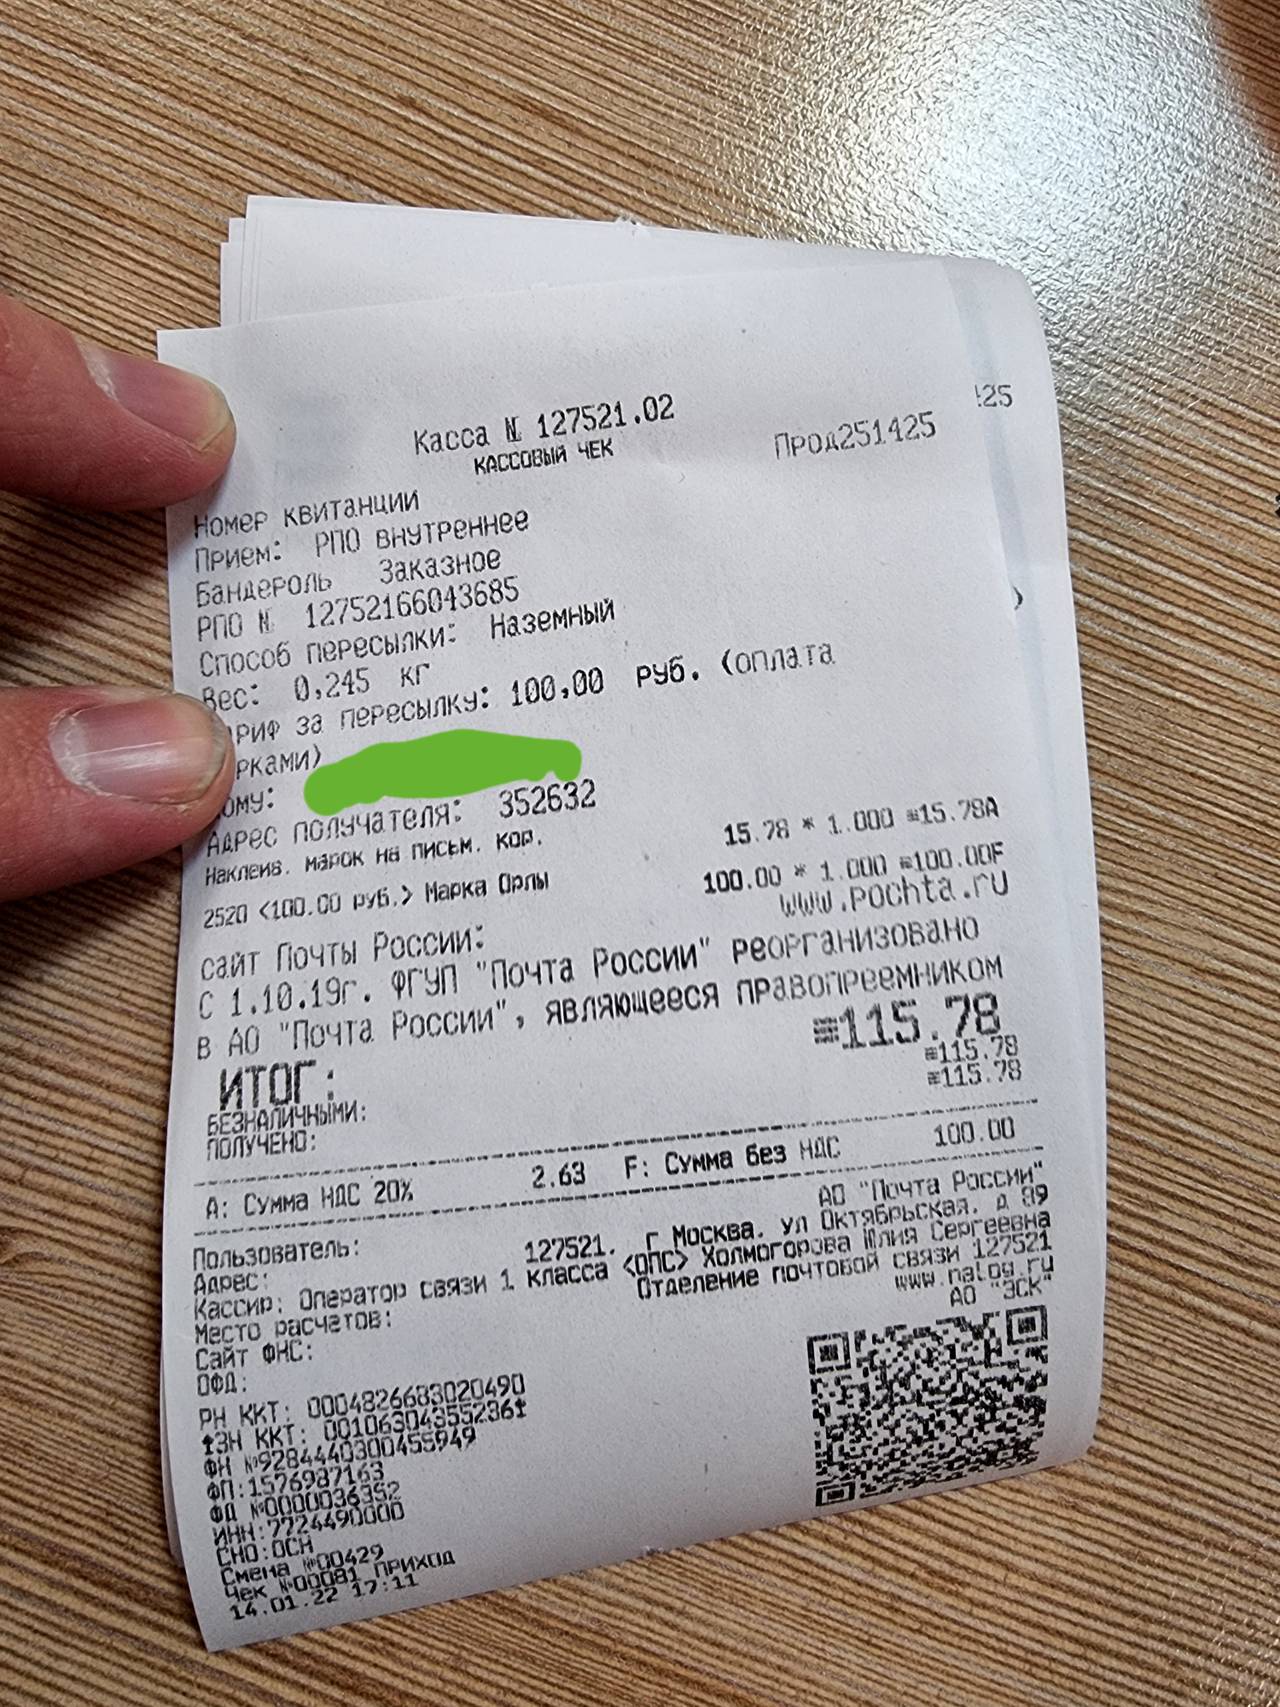 Касса № 127521.02
КАССОВЫЙ ЧЕК
Прод251425
:25
Номер квитанции
Прием: РПО внутреннее
Бандероль Заказное
РПО № 12752166043685
Способ пересылки: Наземный
Вес: 0,245 кг
риф за пересылку: 100,00 руб. (оплата
рками)
ому:
Адрес получателя: 352632
Наклеив. марок на письм. кор.
15.78 * 1.000 ≡15.78A
2520 <100.00 руб.> Марка Орлы
100.00 * 1.000 ≡100.00F
сайт Почты России: www.pochta.ru
С 1.10.19г. ФГУП "Почта России" реорганизовано
в АО "Почта России", являющееся правопреемником
ИТОГ: ≡115.78
БЕЗНАЛИЧНЫМИ: ≡115.78
ПОЛУЧЕНО: ≡115.78
А: Сумма НДС 20% 2.63 F: Сумма без НДС 100.00
Пользователь: АО "Почта России"
Адрес: 127521. г Москва. ул Октябрьская. д 89
Кассир: Оператор связи 1 класса <ОПС> Холмогорова Юлия Сергеевна
Место расчетов: Отделение почтовой связи 127521
Сайт ФНС: www.nalog.ru
ОФД: АО "ЭСК"
РН ККТ: 0004826683020490
ЗН ККТ: 00106304355236
ФН №9284440300455949
ФП:1576987163
ФД №0000036352
ИНН:7724490000
СНО:ОСН
Смена №00429
Чек №00081 ПРИХОД
14.01.22 17:11